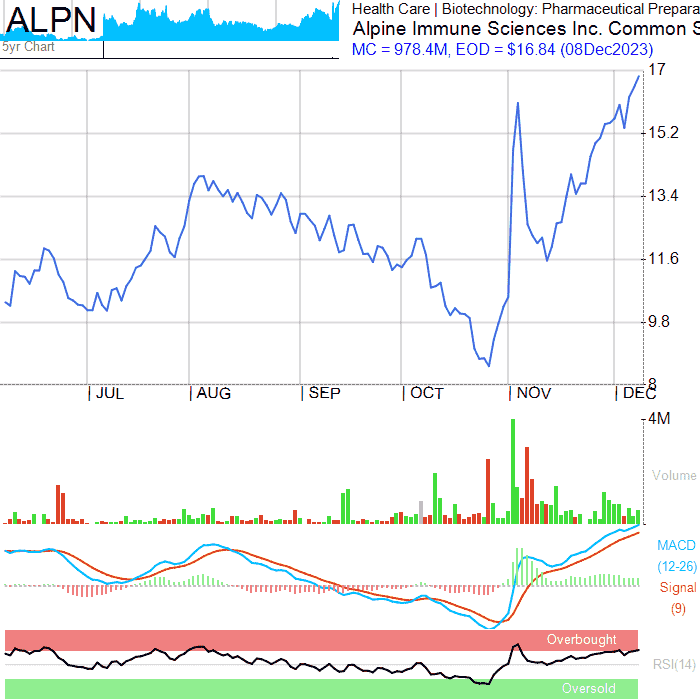 ALPN
5yr Chart
Health Care | Biotechnology: Pharmaceutical Prepara
Alpine Immune Sciences Inc. Common S
MC = 978.4M, EOD = $16.84 (08Dec2023)
17
15.2
13.4
11.6
9.8
8
| JUL | AUG | SEP | OCT | NOV | DEC
4M
Volume
MACD
(12-26)
Signal
(9)
Overbought
RSI(14)
Oversold